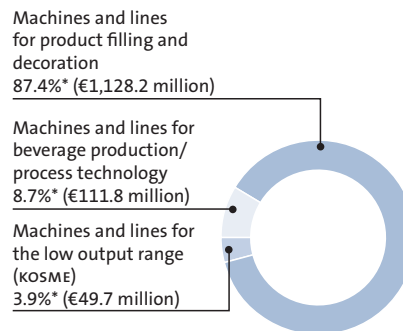 Machines and lines
for product filling and
decoration
87.4%* (€1,128.2 million)
Machines and lines for
beverage production/
process technology
8.7%* (€111.8 million)
Machines and lines for
the low output range
(KOSME)
3.9%* (€49.7 million)